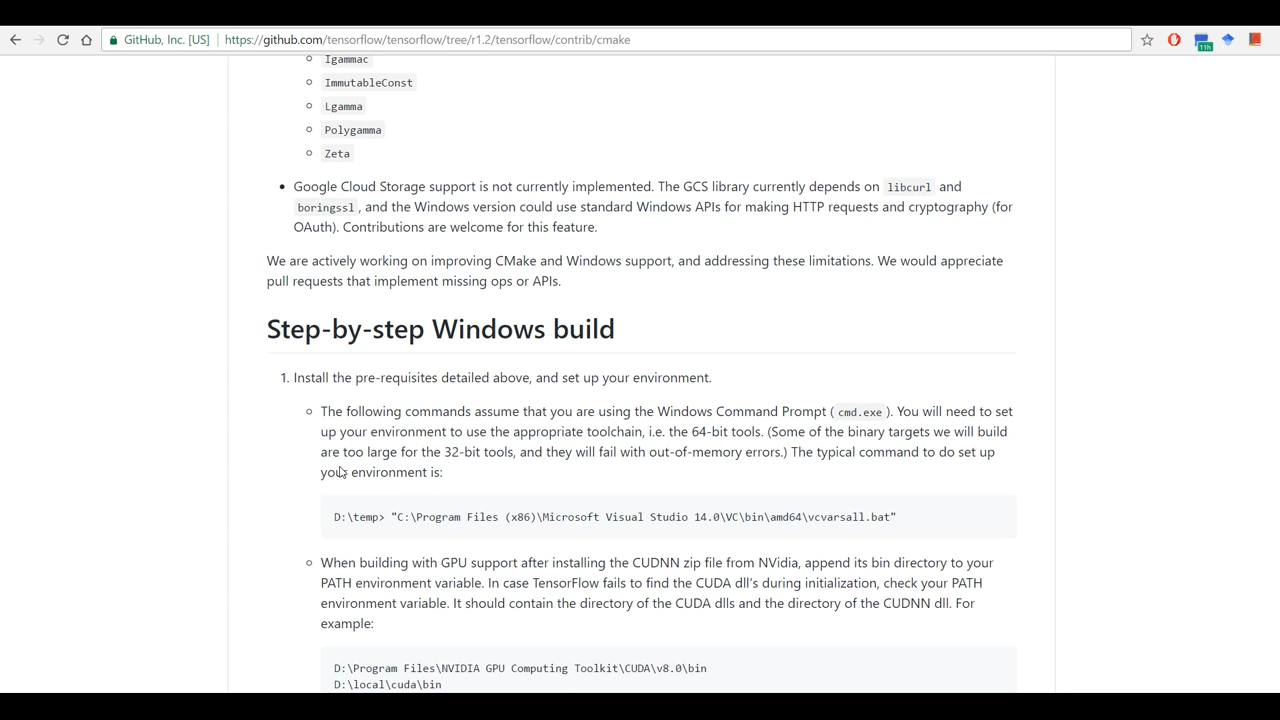 GitHub, Inc. [US]
https://github.com/tensorflow/tensorflow/tree/r1.2/tensorflow/contrib/cmake
11h
Igammac
ImmutableConst
Lgamma
Polygamma
Zeta
Google Cloud Storage support is not currently implemented. The GCS library currently depends on libcurl and
boringssl, and the Windows version could use standard Windows APIs for making HTTP requests and cryptography (for
OAuth). Contributions are welcome for this feature.
We are actively working on improving CMake and Windows support, and addressing these limitations. We would appreciate
pull requests that implement missing ops or APIs.
Step-by-step Windows build
1. Install the pre-requisites detailed above, and set up your environment.
The following commands assume that you are using the Windows Command Prompt (cmd.exe). You will need to set
up your environment to use the appropriate toolchain, i.e. the 64-bit tools. (Some of the binary targets we will build
are too large for the 32-bit tools, and they will fail with out-of-memory errors.) The typical command to do set up
your environment is:
D:\temp> "C:\Program Files (x86)\Microsoft Visual Studio 14.0\VC\bin\amd64\vcvarsall.bat"
When building with GPU support after installing the CUDNN zip file from NVidia, append its bin directory to your
PATH environment variable. In case TensorFlow fails to find the CUDA dll's during initialization, check your PATH
environment variable. It should contain the directory of the CUDA dlls and the directory of the CUDNN dll. For
example:
D:\Program Files\NVIDIA GPU Computing Toolkit\CUDA\v8.0\bin
D:\local\cuda\bin